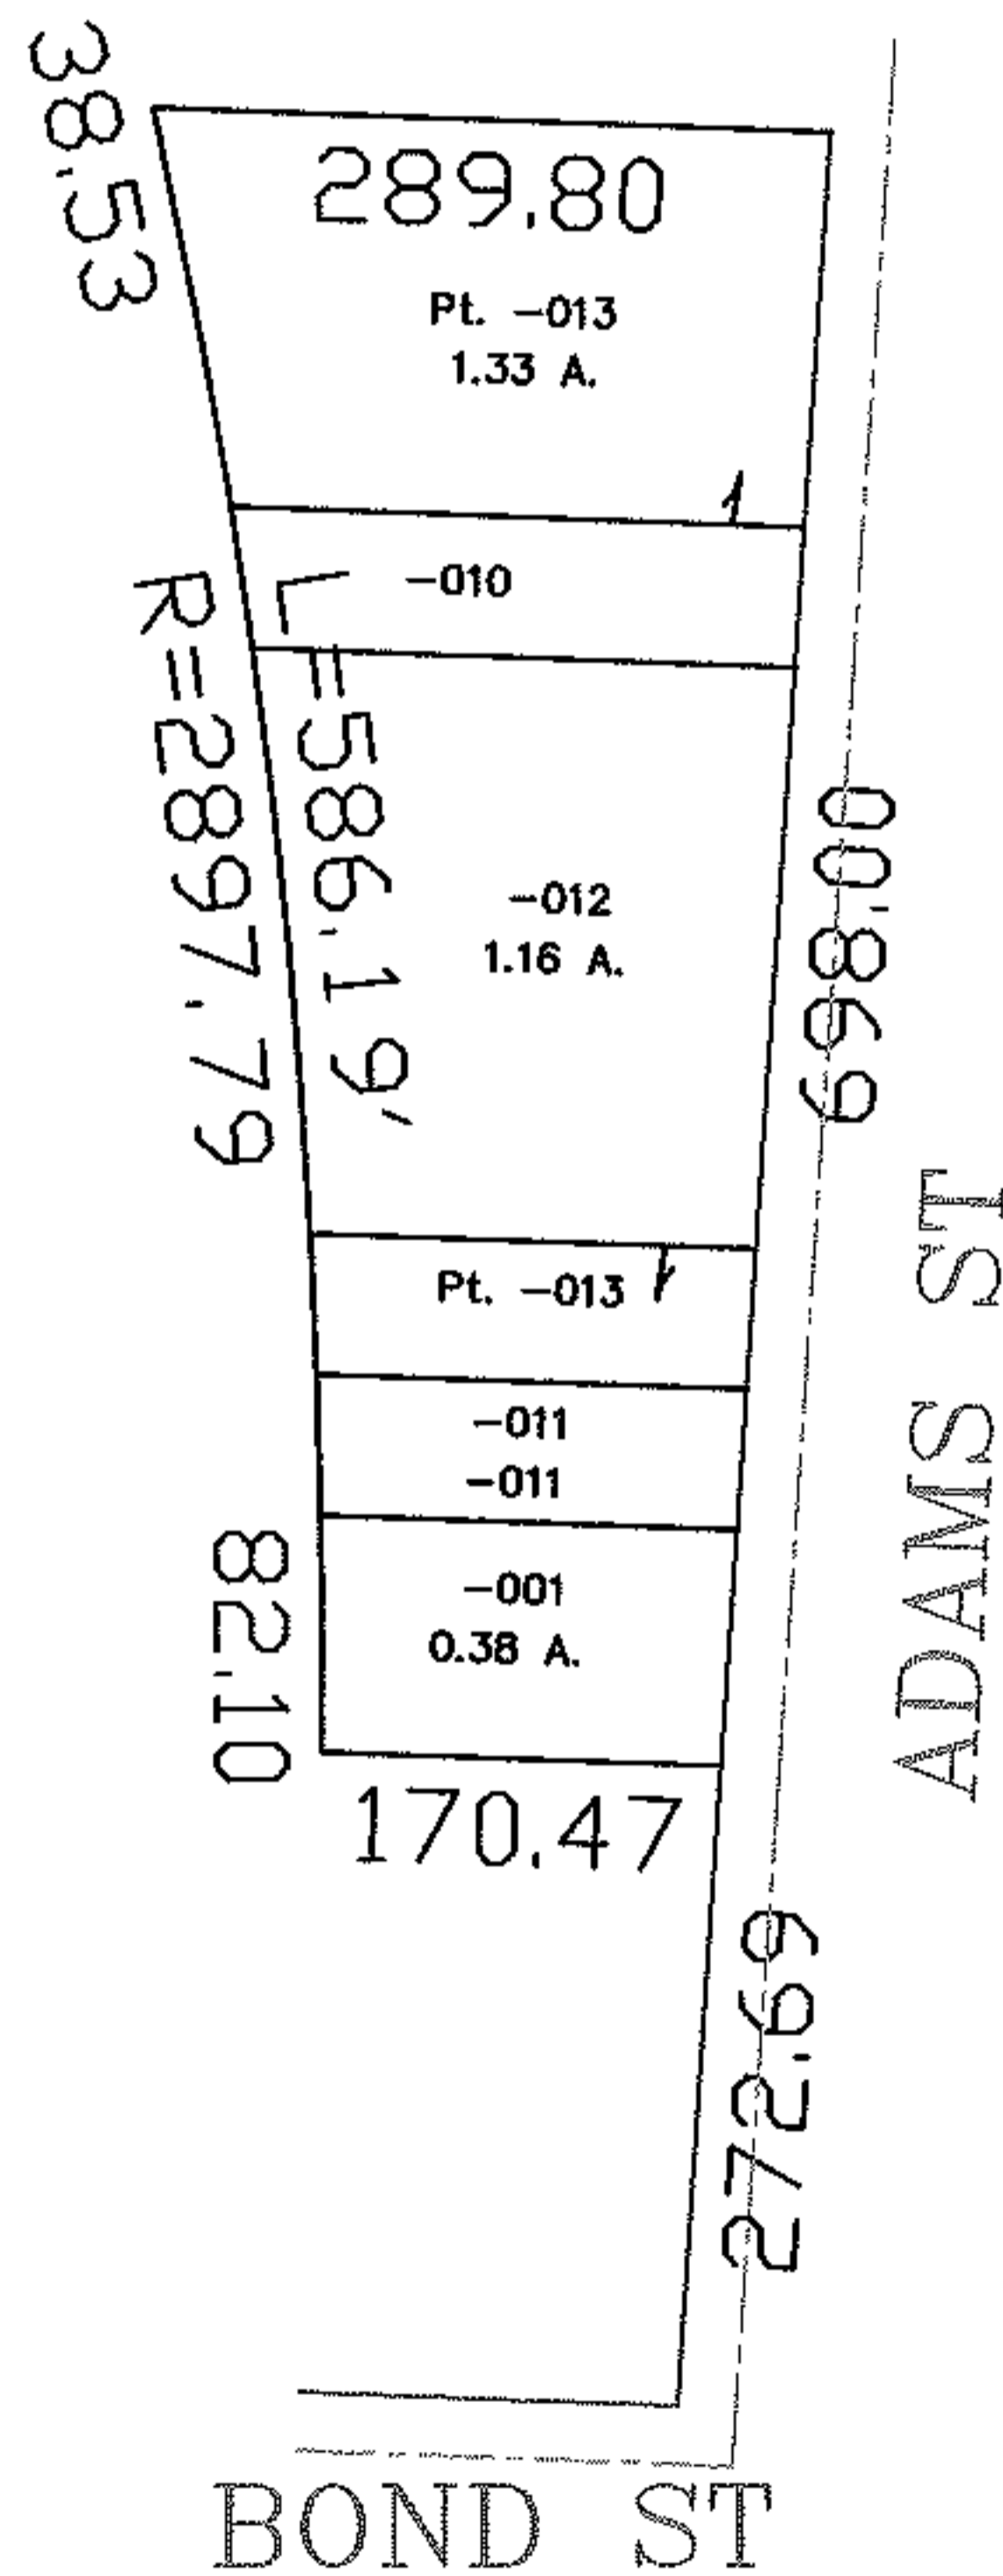 38.53
289.80
Pt. -013
1.33 A.
-010
L=586.19'
R=2897.79
-012
1.16 A.
698.00
Pt. -013
-011
-011
-001
0.38 A.
82.10
170.47
ADAMS ST
272.69
BOND ST